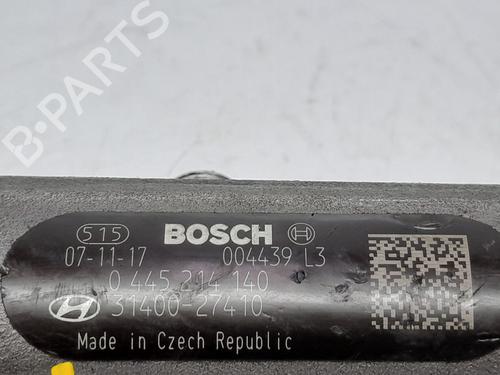 B-PARTS
515 BOSCH
07-11-17 004439 L3
0 445 214 140
31400-27410
Made in Czech Republic